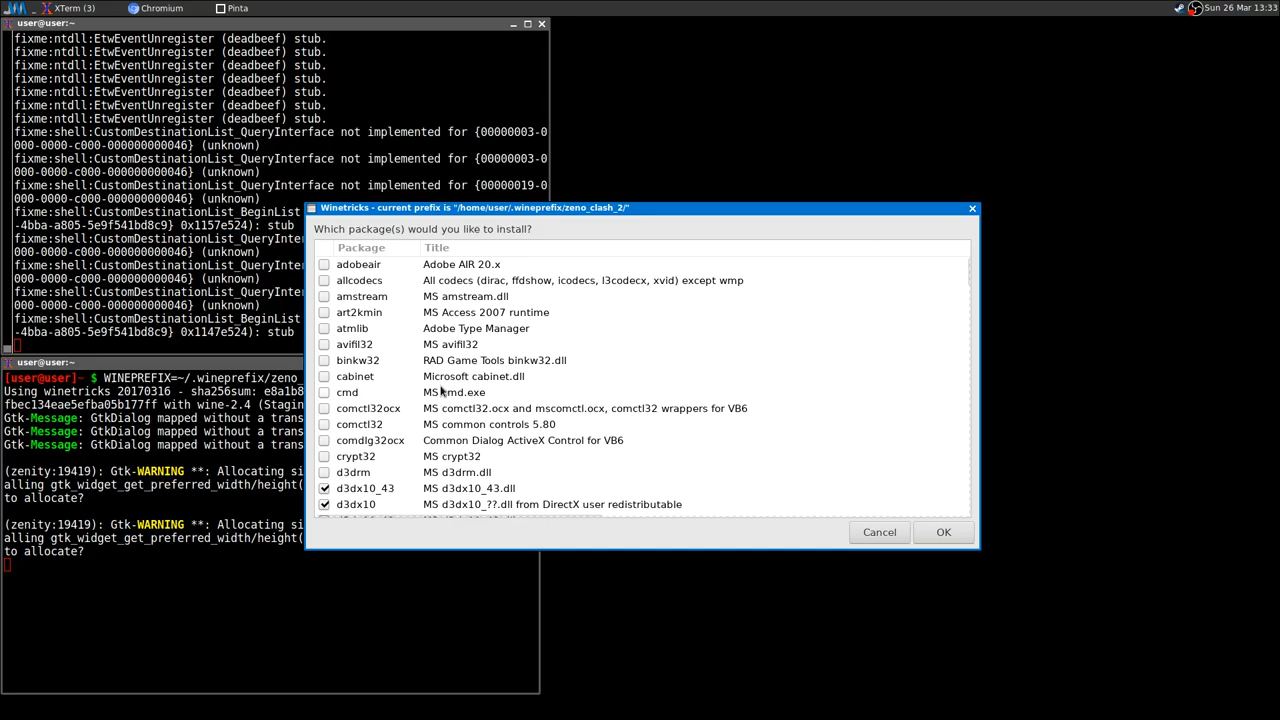 XTerm (3)
Chromium
Pinta
Sun 26 Mar 13:33
user@user:~
fixme:ntdll:EtwEventUnregister (deadbeef) stub.
fixme:ntdll:EtwEventUnregister (deadbeef) stub.
fixme:ntdll:EtwEventUnregister (deadbeef) stub.
fixme:ntdll:EtwEventUnregister (deadbeef) stub.
fixme:ntdll:EtwEventUnregister (deadbeef) stub.
fixme:ntdll:EtwEventUnregister (deadbeef) stub.
fixme:ntdll:EtwEventUnregister (deadbeef) stub.
fixme:shell:CustomDestinationList_QueryInterface not implemented for {00000003-0
000-0000-c000-000000000046} (unknown)
fixme:shell:CustomDestinationList_QueryInterface not implemented for {00000003-0
000-0000-c000-000000000046} (unknown)
fixme:shell:CustomDestinationList_QueryInterface not implemented for {00000019-0
000-0000-c000-000000000046} (unknown)
fixme:shell:CustomDestinationList_BeginList
-4bba-a805-5e9f541bd8c9} 0x1157e524): stub
fixme:shell:CustomDestinationList_QueryInter
000-0000-c000-000000000046} (unknown)
fixme:shell:CustomDestinationList_QueryInter
000-0000-c000-000000000046} (unknown)
fixme:shell:CustomDestinationList_QueryInter
000-0000-c000-000000000046} (unknown)
fixme:shell:CustomDestinationList_BeginList
-4bba-a805-5e9f541bd8c9} 0x1147e524): stub
Winetricks - current prefix is "/home/user/.wineprefix/zeno_clash_2/"
Which package(s) would you like to install?
Package Title
adobeair Adobe AIR 20.x
allcodecs All codecs (dirac, ffdshow, icodecs, l3codecx, xvid) except wmp
amstream MS amstream.dll
art2kmin MS Access 2007 runtime
atmlib Adobe Type Manager
avifil32 MS avifil32
binkw32 RAD Game Tools binkw32.dll
cabinet Microsoft cabinet.dll
cmd MS cmd.exe
comctl32ocx MS comctl32.ocx and mscomctl.ocx, comctl32 wrappers for VB6
comctl32 MS common controls 5.80
comdlg32ocx Common Dialog ActiveX Control for VB6
crypt32 MS crypt32
d3drm MS d3drm.dll
d3dx10_43 MS d3dx10_43.dll
d3dx10 MS d3dx10_??.dll from DirectX user redistributable
Cancel
OK
user@user:~
[user@user]~ $ WINEPREFIX=~/.wineprefix/zeno_
Using winetricks 20170316 - sha256sum: e8a1b8
fbec134eae5efba05b177ff with wine-2.4 (Stagin
Gtk-Message: GtkDialog mapped without a trans
Gtk-Message: GtkDialog mapped without a trans
Gtk-Message: GtkDialog mapped without a trans
(zenity:19419): Gtk-WARNING **: Allocating si
alling gtk_widget_get_preferred_width/height(
to allocate?
(zenity:19419): Gtk-WARNING **: Allocating si
alling gtk_widget_get_preferred_width/height(
to allocate?